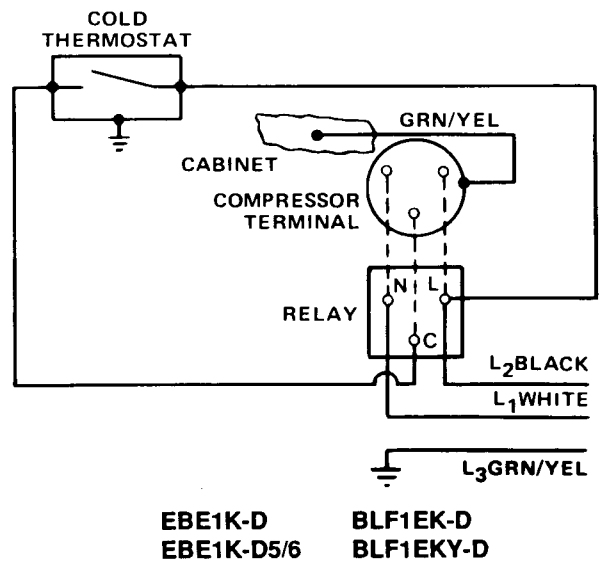 COLD
THERMOSTAT
GRN/YEL
CABINET
COMPRESSOR
TERMINAL
N L
RELAY
C
L2BLACK
L1WHITE
L3GRN/YEL
EBE1K-D BLF1EK-D
EBE1K-D5/6 BLF1EKY-D